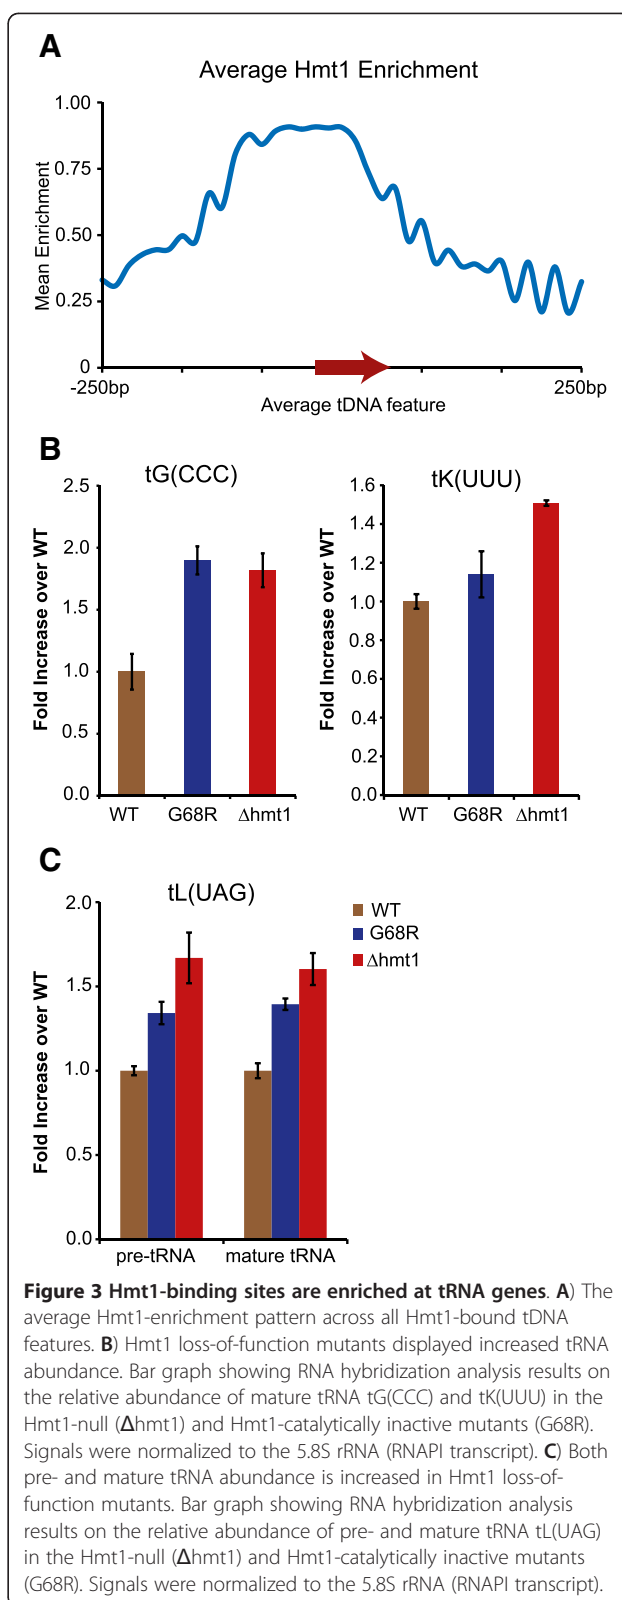 A
Average Hmt1 Enrichment
1.00
0.75
0.50
0.25
0
Mean Enrichment
-250bp
250bp
Average tDNA feature
B
tG(CCC)
2.5
2.0
1.5
1.0
0.5
0.0
Fold Increase over WT
WT G68R Δhmt1
tK(UUU)
1.6
1.4
1.2
1.0
0.8
0.6
0.4
0.2
0.0
Fold Increase over WT
WT G68R Δhmt1
C
tL(UAG)
2.0
1.5
1.0
0.5
0.0
Fold Increase over WT
WT
G68R
Δhmt1
pre-tRNA mature tRNA
Figure 3 Hmt1-binding sites are enriched at tRNA genes. A) The
average Hmt1-enrichment pattern across all Hmt1-bound tDNA
features. B) Hmt1 loss-of-function mutants displayed increased tRNA
abundance. Bar graph showing RNA hybridization analysis results on
the relative abundance of mature tRNA tG(CCC) and tK(UUU) in the
Hmt1-null (Δhmt1) and Hmt1-catalytically inactive mutants (G68R).
Signals were normalized to the 5.8S rRNA (RNAPI transcript). C) Both
pre- and mature tRNA abundance is increased in Hmt1 loss-of-
function mutants. Bar graph showing RNA hybridization analysis
results on the relative abundance of pre- and mature tRNA tL(UAG)
in the Hmt1-null (Δhmt1) and Hmt1-catalytically inactive mutants
(G68R). Signals were normalized to the 5.8S rRNA (RNAPI transcript).